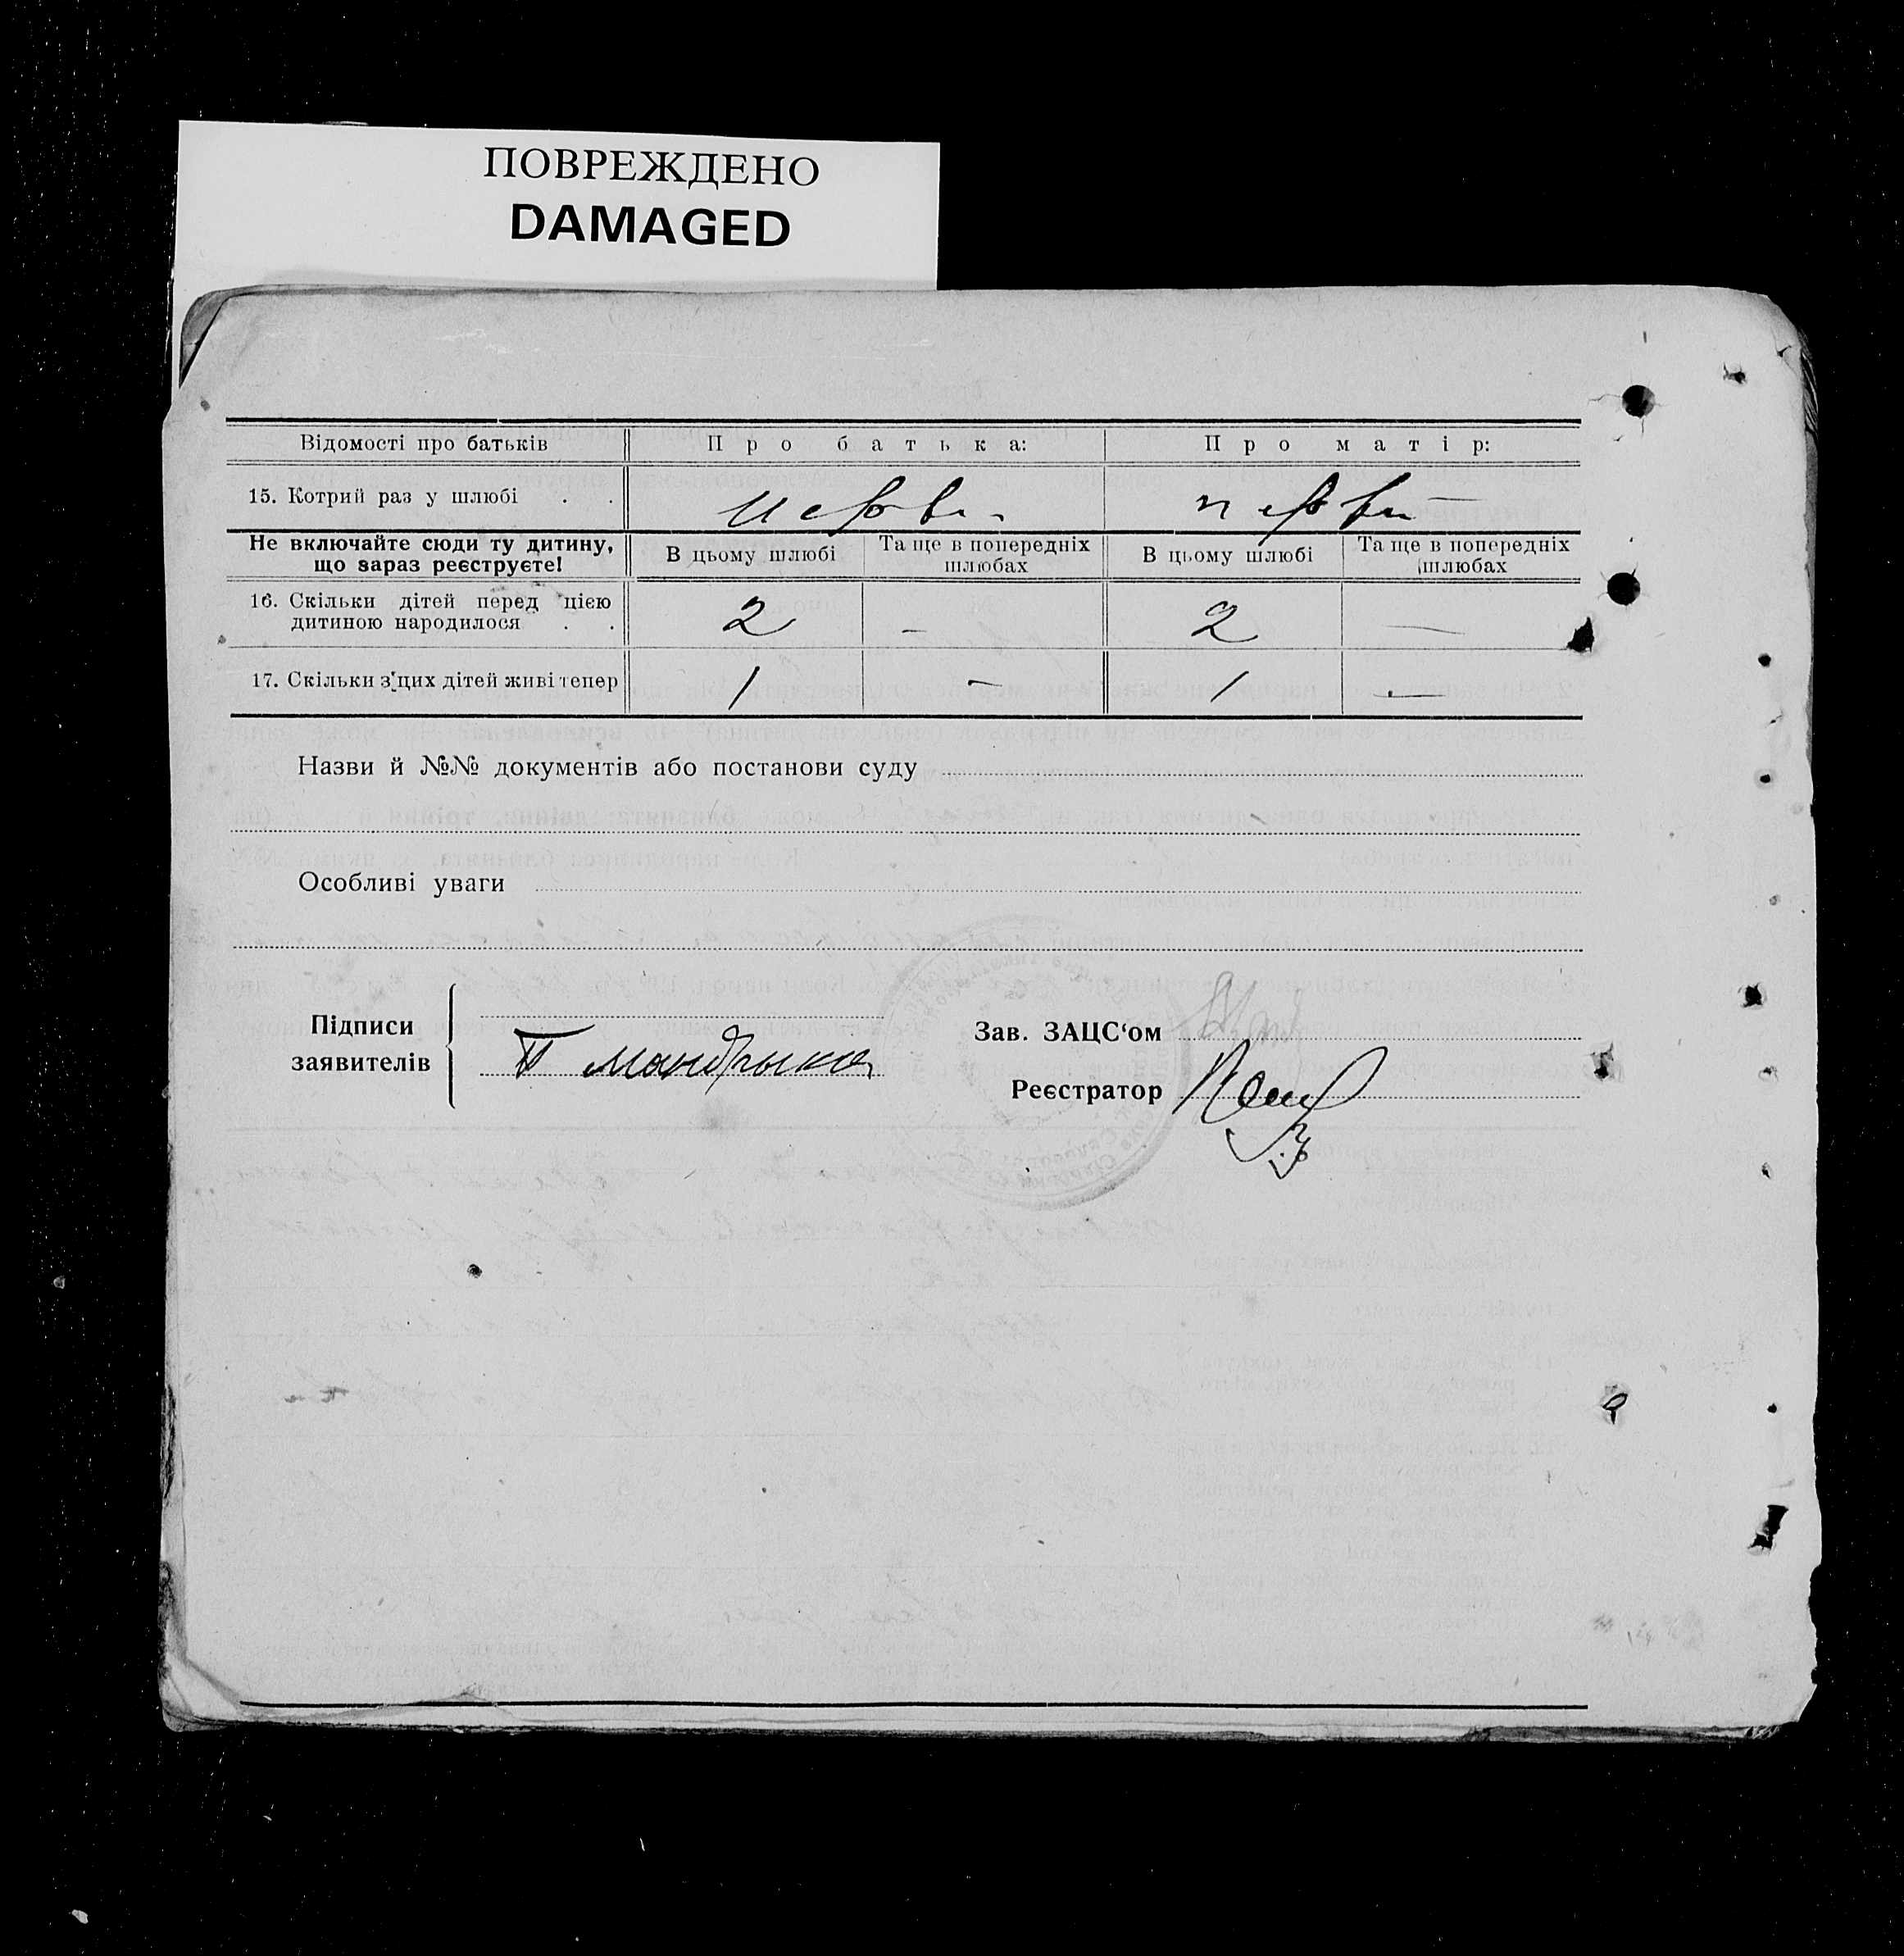 ПОВРЕЖДЕНО
DAMAGED
Відомості про батьків Про батька: Про матір:
15. Котрий раз у шлюбі . .
Не включайте сюди ту дитину, що зараз реєструєте! В цьому шлюбі Та ще в попередніх шлюбах В цьому шлюбі Та ще в попередніх шлюбах
16. Скільки дітей перед цією дитиною народилося . . 2 – 2 —
17. Скільки з цих дітей живі тепер 1 – 1 —
Назви й №№ документів або постанови суду
Особливі уваги
Підписи заявителів П Мандрыка
Зав. ЗАЦС‘ом
Реєстратор